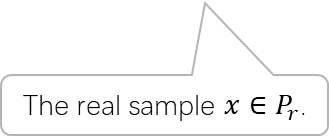 The real sample x ∈ Pᵣ.